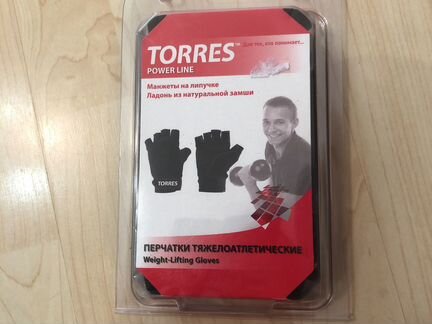 TORRES™ Для тех, кто понимает...
POWER LINE
Манжеты на липучке
Ладонь из натуральной замши
TORRES
ПЕРЧАТКИ ТЯЖЕЛОАТЛЕТИЧЕСКИЕ
Weight-Lifting Gloves